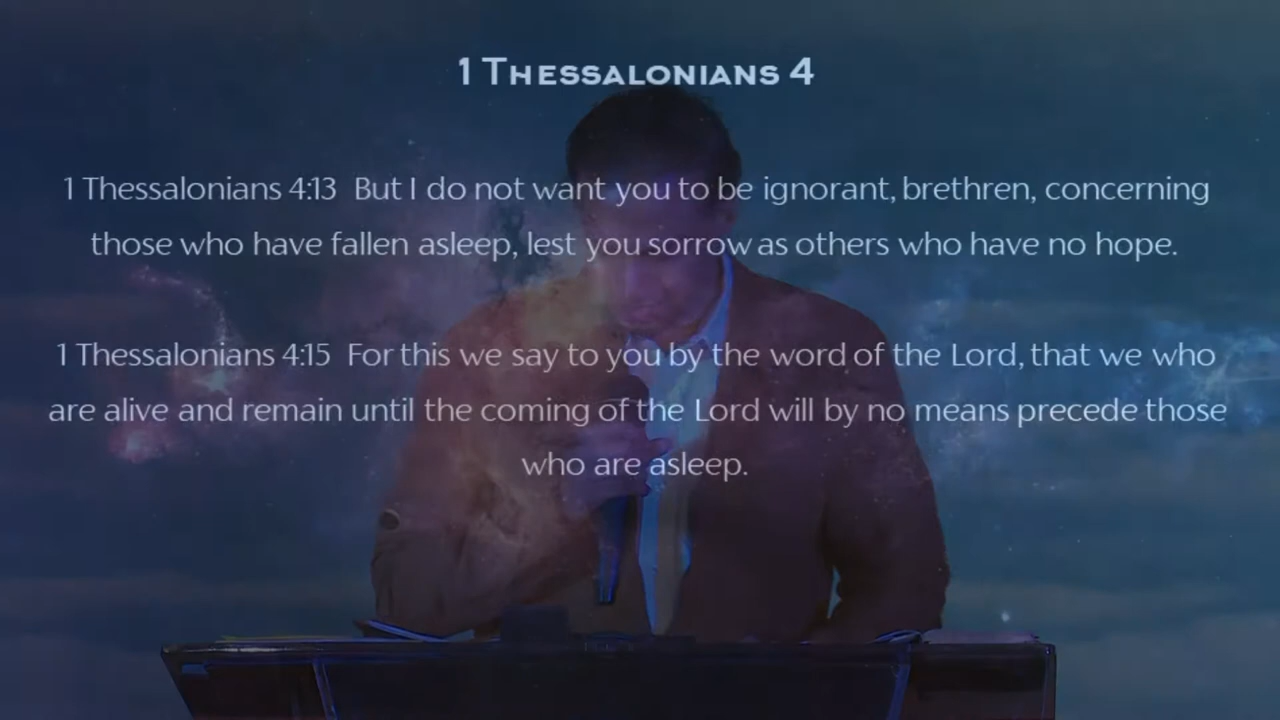 1 Thessalonians 4
1 Thessalonians 4:13 But I do not want you to be ignorant, brethren, concerning
those who have fallen asleep, lest you sorrow as others who have no hope.
1 Thessalonians 4:15 For this we say to you by the word of the Lord, that we who
are alive and remain until the coming of the Lord will by no means precede those
who are asleep.